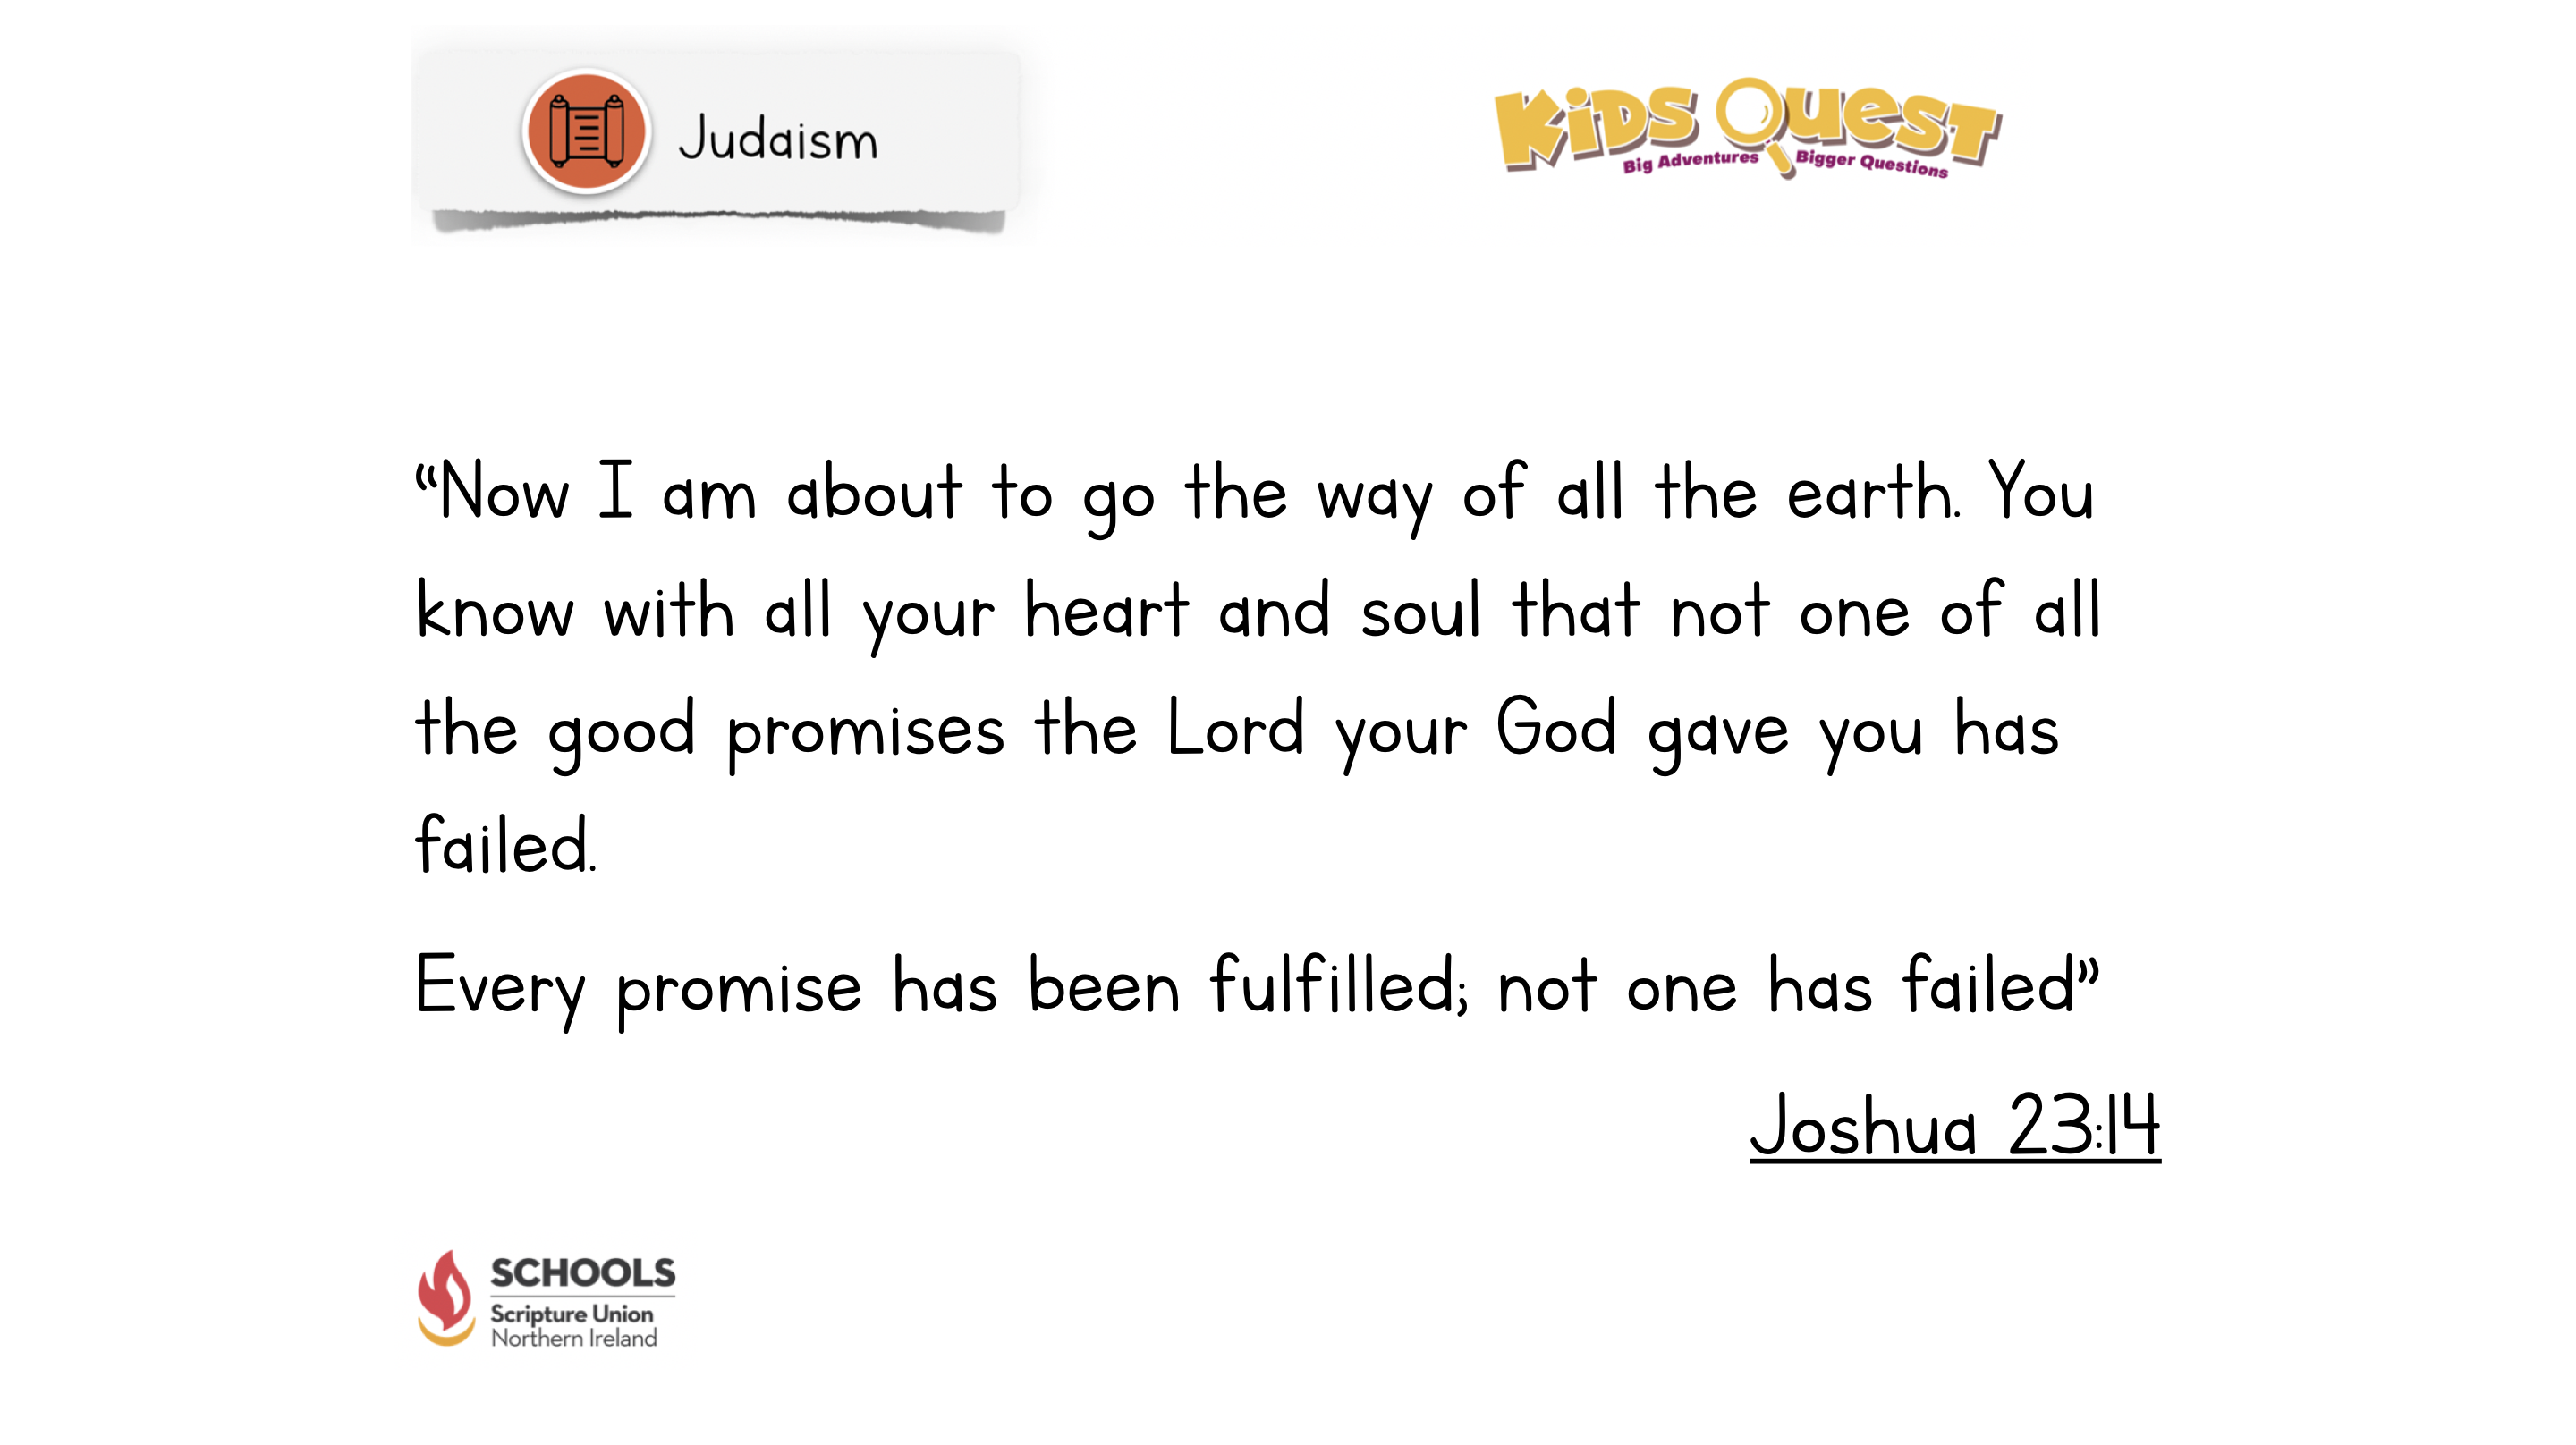 Judaism
KiDS QUEST
Big Adventures Bigger Questions
“Now I am about to go the way of all the earth. You
know with all your heart and soul that not one of all
the good promises the Lord your God gave you has
failed.
Every promise has been fulfilled; not one has failed”
Joshua 23:14
SCHOOLS
Scripture Union
Northern Ireland